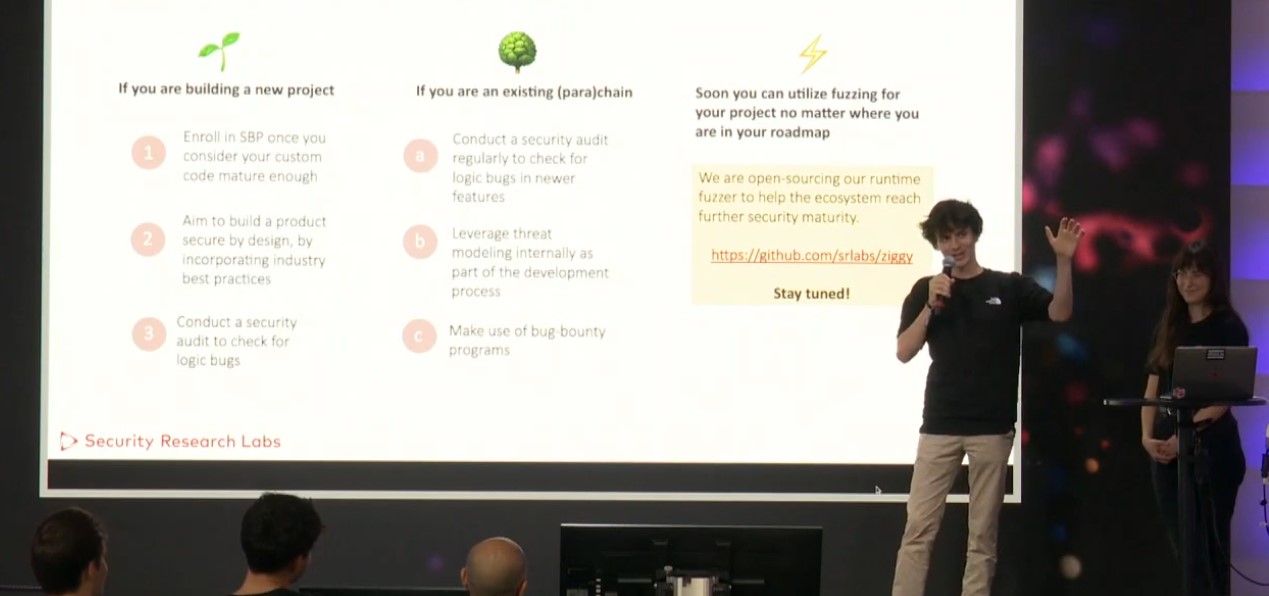 If you are building a new project
1
Enroll in SBP once you
consider your custom
code mature enough
2
Aim to build a product
secure by design, by
incorporating industry
best practices
3
Conduct a security
audit to check for
logic bugs
If you are an existing (para)chain
a
Conduct a security audit
regularly to check for
logic bugs in newer
features
b
Leverage threat
modeling internally as
part of the development
process
c
Make use of bug-bounty
programs
Soon you can utilize fuzzing for
your project no matter where you
are in your roadmap
We are open-sourcing our runtime
fuzzer to help the ecosystem reach
further security maturity.
https://github.com/srlabs/ziggy
Stay tuned!
Security Research Labs